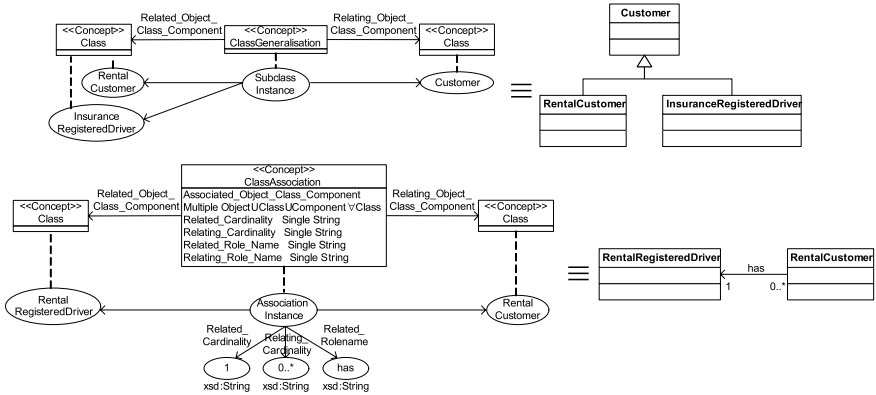 Related_Object_
Class_Component
Relating_Object_
Class_Component
<<Concept>>
Class
<<Concept>>
ClassGeneralisation
<<Concept>>
Class
Rental
Customer
Subclass
Instance
Customer
Insurance
RegisteredDriver
≡
Customer
RentalCustomer
InsuranceRegisteredDriver
<<Concept>>
ClassAssociation
Associated_Object_Class_Component
Multiple ObjectUClassUComponent ∀Class
Related_Cardinality Single String
Relating_Cardinality Single String
Related_Role_Name Single String
Relating_Role_Name Single String
Related_Object_
Class_Component
Relating_Object_
Class_Component
<<Concept>>
Class
<<Concept>>
Class
Rental
RegisteredDriver
Association
Instance
Rental
Customer
Related_
Cardinality
Relating_
Cardinality
Related_
Rolename
1
0..*
has
xsd:String
xsd:String
xsd:String
≡
RentalRegisteredDriver
has
1
0..*
RentalCustomer